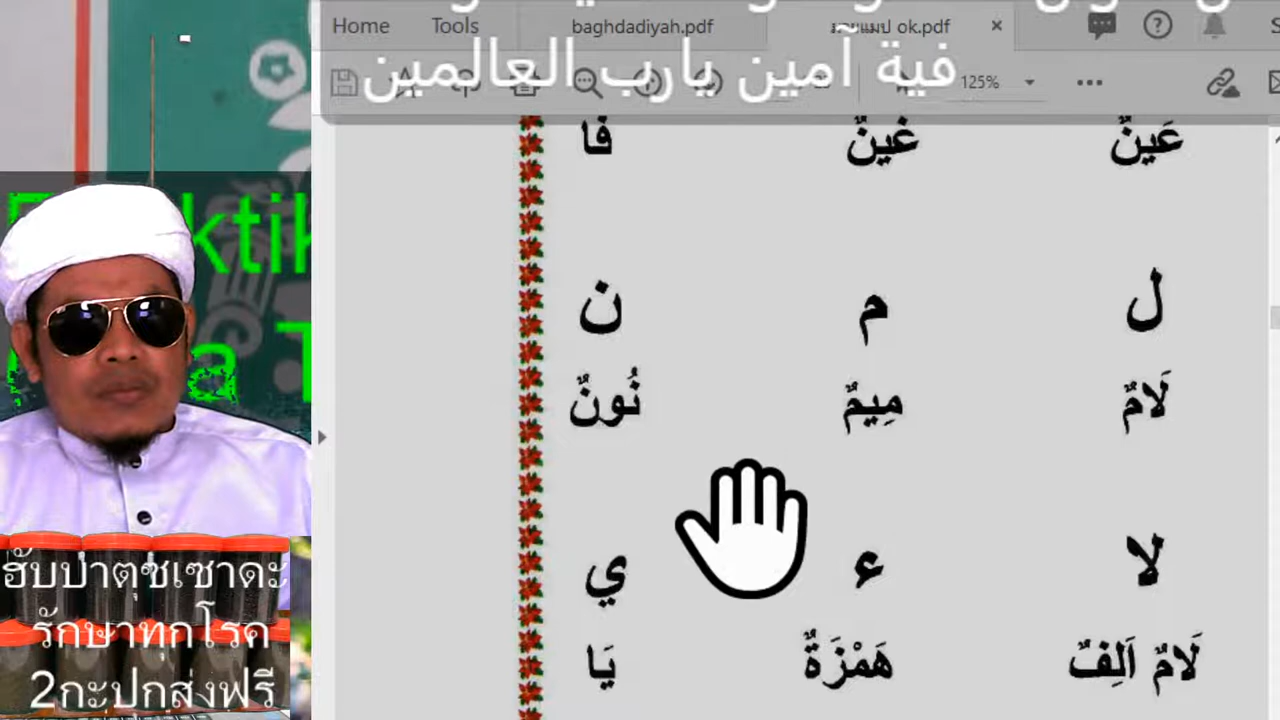 Home Tools baghdadiyah.pdf ok.pdf
فية آمين يارب العالمين
125%
عَينٌ غَينٌ فَا
ل م ن
لَامٌ مِيمٌ نُونٌ
لا ء ي
لَامٌ اَلِفٌ هَمْزَةٌ يَا
ฮับบาตุซเซาดะ
รักษาทุกโรค
2กะปุกส่งฟรี